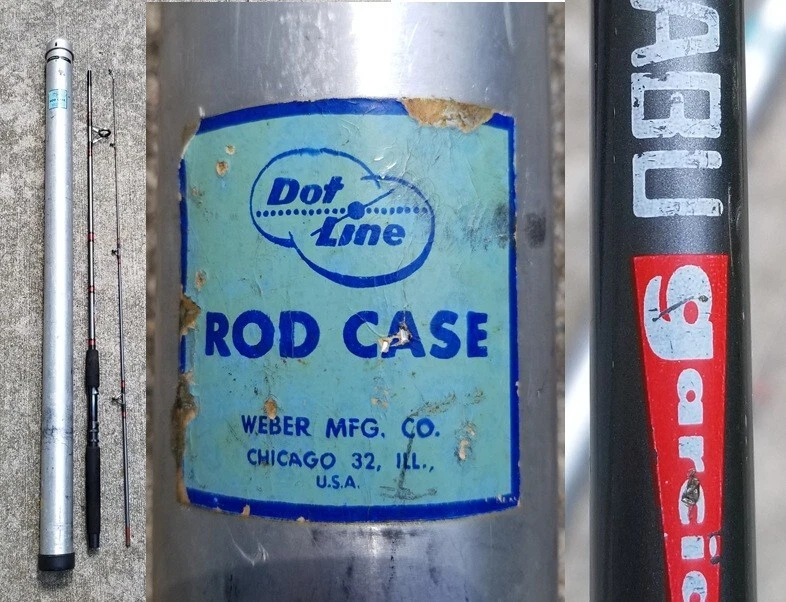 Dot
Line
ROD CASE
WEBER MFG. CO.
CHICAGO 32, ILL.,
U.S.A.
ABU
garcia